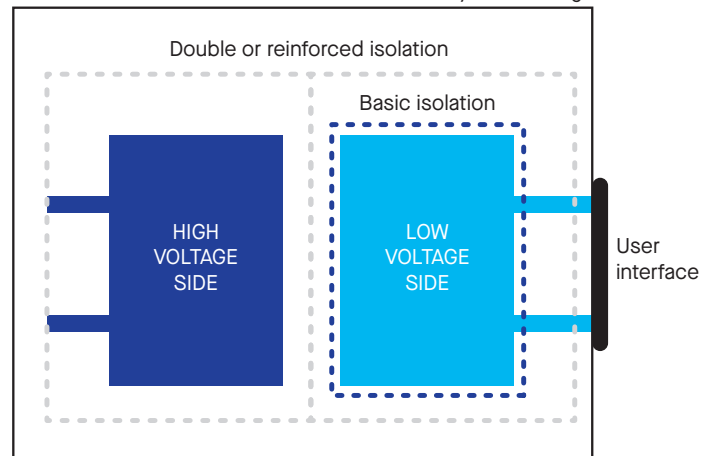 Double or reinforced isolation
Basic isolation
HIGH
VOLTAGE
SIDE
LOW
VOLTAGE
SIDE
User
interface